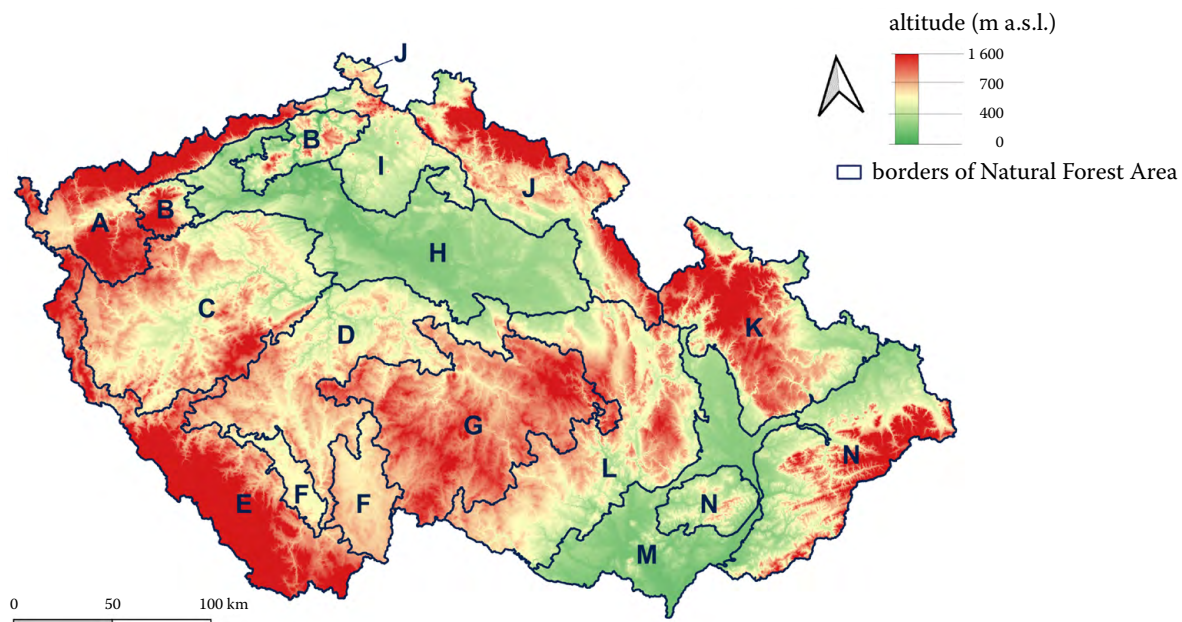 altitude (m a.s.l.)
1 600
700
400
0
borders of Natural Forest Area
J
B
I
J
B
A
H
C
K
D
G
N
L
E
F
F
N
M
0 50 100 km